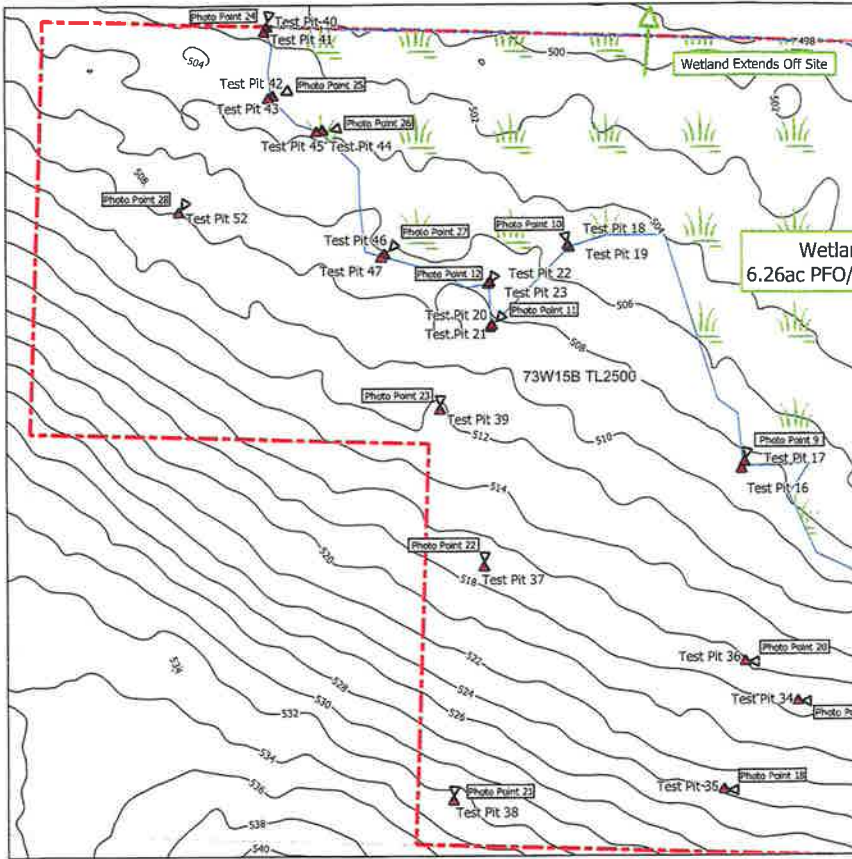 Photo Point 24
Test Pit 40
Test Pit 41
498
500
Wetland Extends Off Site
504
Test Pit 42
Photo Point 25
Test Pit 43
502
502
Photo Point 26
Test Pit 45
Test Pit 44
508
Photo Point 28
Test Pit 52
Photo Point 10
Test Pit 18
504
Test Pit 46
Photo Point 27
Test Pit 19
Test Pit 47
Photo Point 12
Test Pit 22
Test Pit 23
6.26ac PFO/
506
Test Pit 20
Photo Point 11
Test Pit 21
508
73W15B TL2500
Photo Point 23
Test Pit 39
512
510
Photo Point 9
Test Pit 17
Test Pit 16
514
520
Photo Point 22
Test Pit 37
518
534
522
Test Pit 36
Photo Point 20
528
524
Test Pit 34
530
526
532
534
536
Test Pit 35
Photo Point 18
Photo Point 21
Test Pit 38
538
540